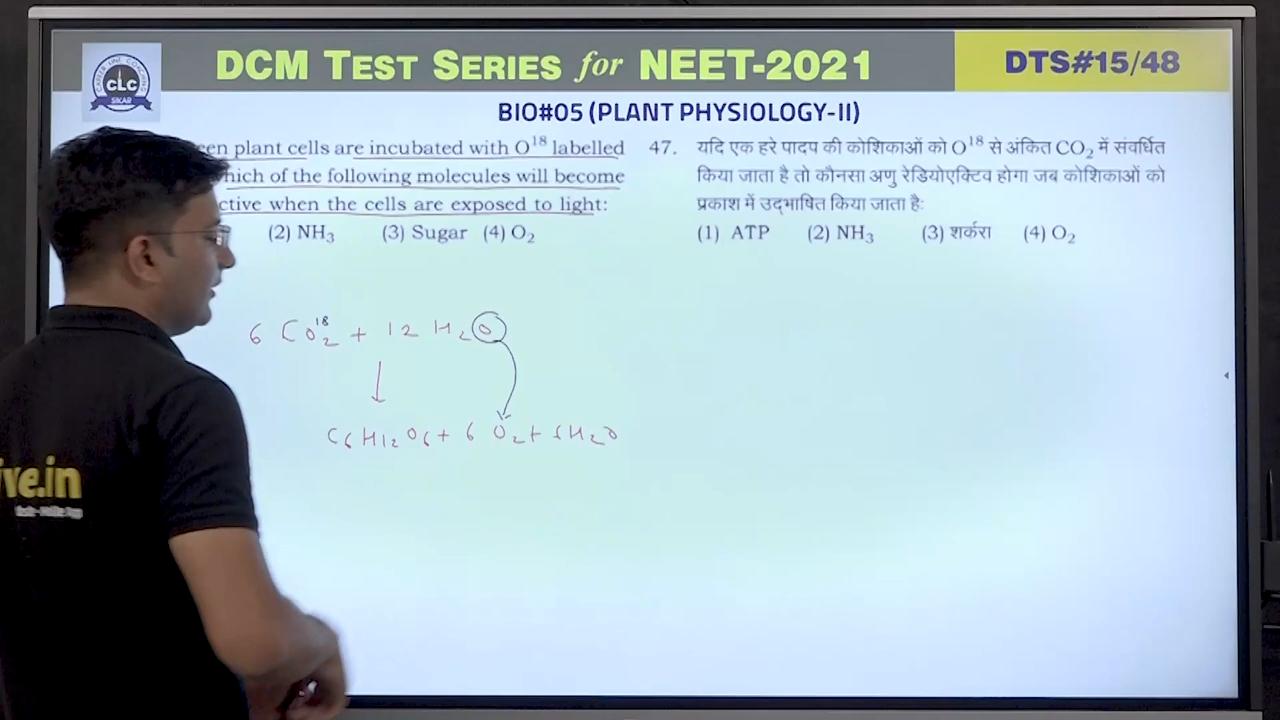 DCM TEST SERIES for NEET-2021
DTS#15/48
CLC
SIKAR
BIO#05 (PLANT PHYSIOLOGY-II)
plant cells are incubated with O18 labelled
of the following molecules will become
when the cells are exposed to light:
(2) NH3 (3) Sugar (4) O2
47. यदि एक हरे पादप की कोशिकाओं को O18 से अंकित CO2 में संवर्धित
किया जाता है तो कौनसा अणु रेडियोएक्टिव होगा जब कोशिकाओं को
प्रकाश में उद्भाषित किया जाता है:
(1) ATP (2) NH3 (3) शर्करा (4) O2
6 CO2 18 + 12 H2O
↓
C6H12O6 + 6 O2 + 6H2O
ive.in